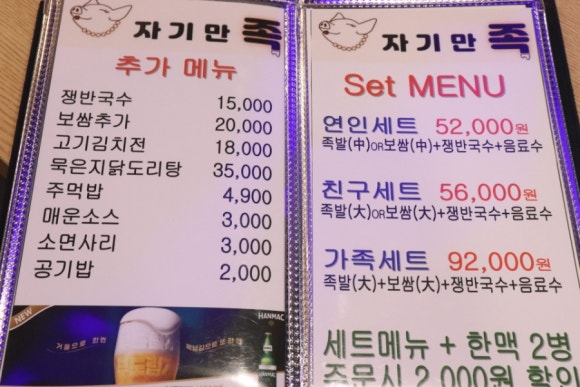 자기만 족
추가 메뉴
쟁반국수 15,000
보쌈추가 20,000
고기김치전 18,000
묵은지닭도리탕 35,000
주먹밥 4,900
매운소스 3,000
소면사리 3,000
공기밥 2,000
NEW
거품으로 한번
HANMAC
자기만 족
Set MENU
연인세트 52,000원
족발(中)OR보쌈(中)+쟁반국수+음료수
친구세트 56,000원
족발(大)OR보쌈(大)+쟁반국수+음료수
가족세트 92,000원
족발(大)+보쌈(大)+쟁반국수+음료수
세트메뉴 + 한맥 2병
주문시 2,000원 할인